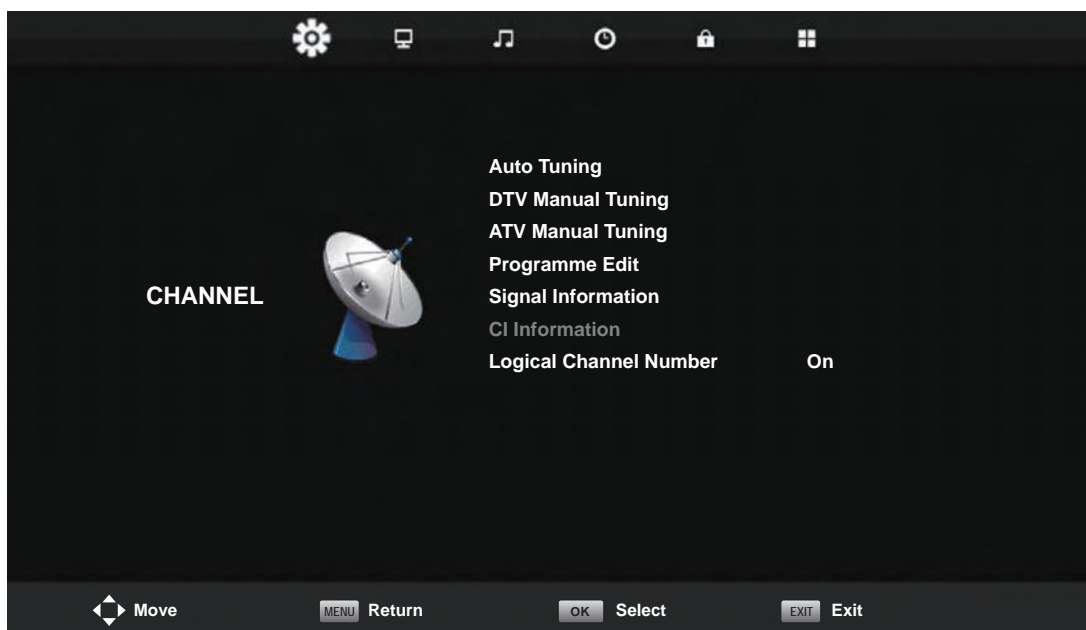 Auto Tuning
DTV Manual Tuning
ATV Manual Tuning
Programme Edit
CHANNEL
Signal Information
CI Information
Logical Channel Number On
Move MENU Return OK Select EXIT Exit